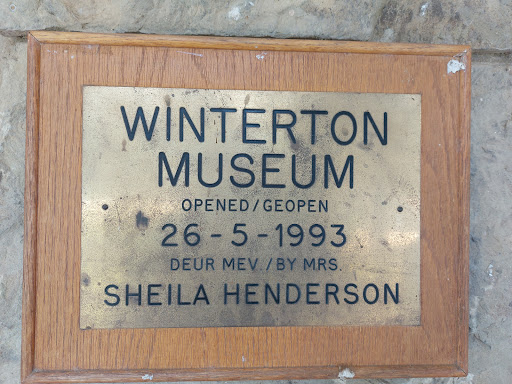 WINTERTON
MUSEUM
OPENED/GEOPEN
26-5-1993
DEUR MEV./BY MRS.
SHEILA HENDERSON